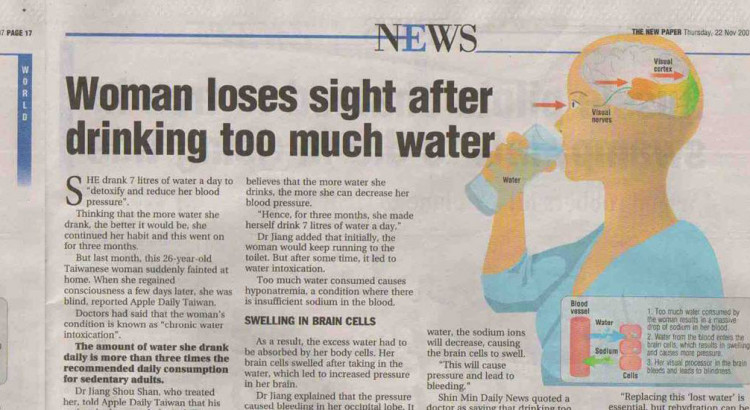 7 PAGE 17
NEWS
THE NEW PAPER Thursday, 22 Nov 200
WORLD
Woman loses sight after
drinking too much water
SHE drank 7 litres of water a day to
"detoxify and reduce her blood
pressure".
Thinking that the more water she
drank, the better it would be, she
continued her habit and this went on
for three months.
But last month, this 26-year-old
Taiwanese woman suddenly fainted at
home. When she regained
consciousness a few days later, she was
blind, reported Apple Daily Taiwan.
Doctors had said that the woman's
condition is known as "chronic water
intoxication".
The amount of water she drank
daily is more than three times the
recommended daily consumption
for sedentary adults.
Dr Jiang Shou Shan, who treated
her, told Apple Daily Taiwan that his
believes that the more water she
drinks, the more she can decrease her
blood pressure.
"Hence, for three months, she made
herself drink 7 litres of water a day."
Dr Jiang added that initially, the
woman would keep running to the
toilet. But after some time, it led to
water intoxication.
Too much water consumed causes
hyponatremia, a condition where there
is insufficient sodium in the blood.
SWELLING IN BRAIN CELLS
As a result, the excess water had to
be absorbed by her body cells. Her
brain cells swelled after taking in the
water, which led to increased pressure
in her brain.
Dr Jiang explained that the pressure
caused bleeding in her occipital lobe. It
water, the sodium ions
will decrease, causing
the brain cells to swell.
"This will cause
pressure and lead to
bleeding."
Shin Min Daily News quoted a
doctor as saying that drinking too
Visual
cortex
Visual
nerves
Water
Blood
vessel
Water
Sodium
Cells
1. Too much water consumed by
the woman results in a massive
drop of sodium in her blood.
2. Water from the blood enters the
brain cells, which results in swelling
and causes more pressure.
3. Her visual processor in the brain
bleeds and leads to blindness.
"Replacing this 'lost water' is
essential, but rehydration can be